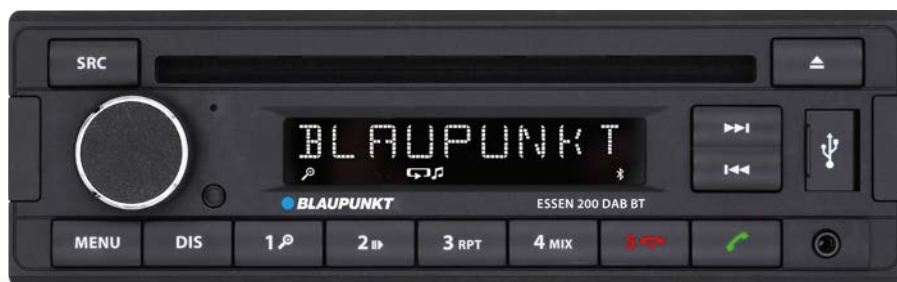 SRC
BLAUPUNKT
BLAUPUNKT ESSEN 200 DAB BT
MENU DIS 1 2 3 RPT 4 MIX 5